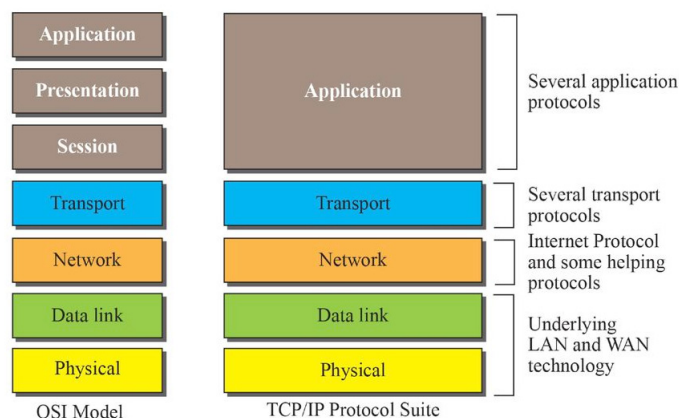 Application
Presentation
Session
Transport
Network
Data link
Physical
OSI Model
Application
Transport
Network
Data link
Physical
TCP/IP Protocol Suite
Several application
protocols
Several transport
protocols
Internet Protocol
and some helping
protocols
Underlying
LAN and WAN
technology